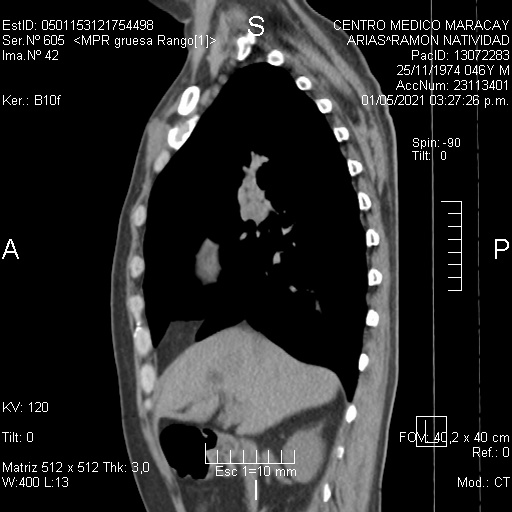 EstID: 0501153121754498
Ser.Nº 605 <MPR gruesa Rango[1]>
Ima.Nº 42
Ker.: B10f
S
CENTRO MEDICO MARACAY
ARIAS^RAMON NATIVIDAD
PacID: 13072283
25/11/1974 046Y M
AccNum: 23113401
01/05/2021 03:27:26 p.m.
Spin: -90
Tilt: 0
A
P
KV: 120
Tilt: 0
Matriz 512 x 512 Thk: 3,0
W:400 L:13
Esc 1=10 mm
I
FOM: 40,2 x 40 cm
Ref.: 0
Mod.: CT